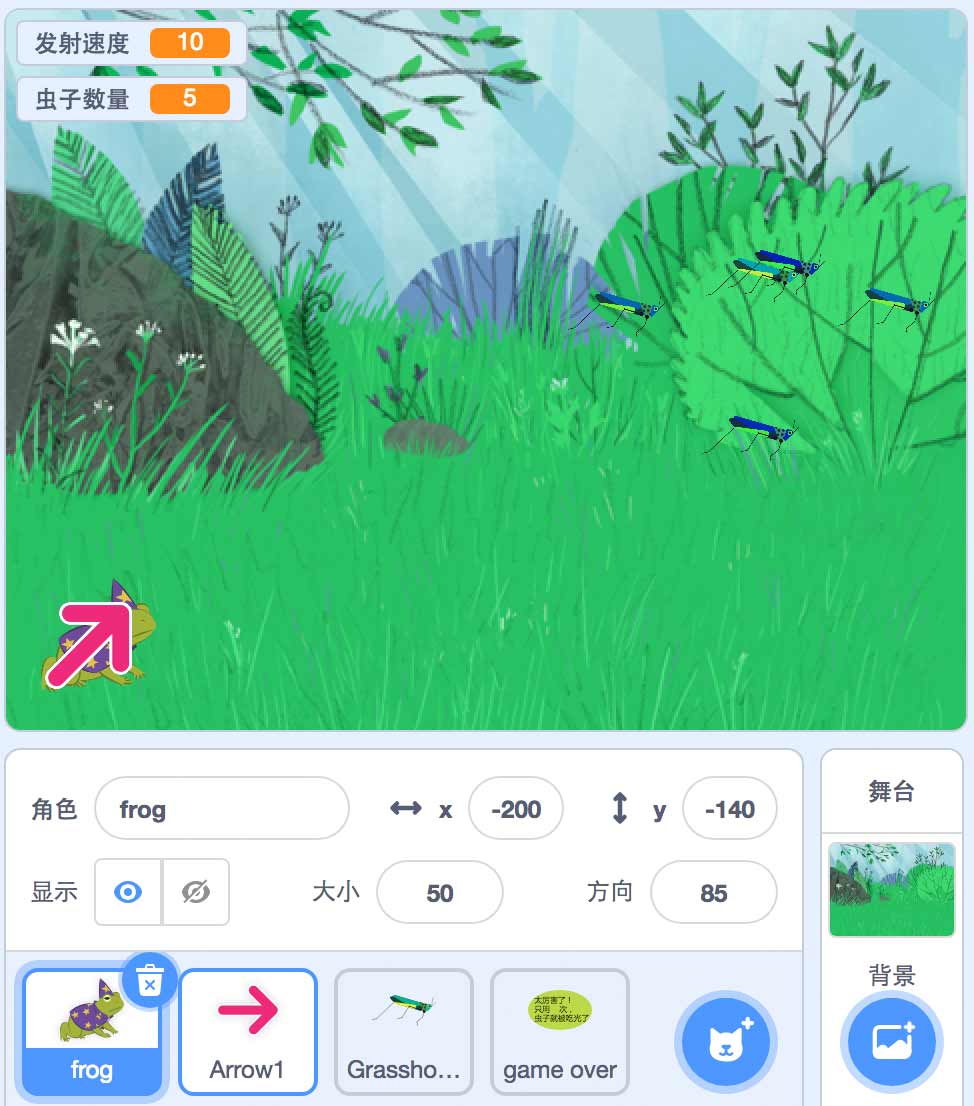 发射速度 10
虫子数量 5
角色 frog x -200 y -140
显示 大小 50 方向 85
舞台
背景
太厉害了！
只用 次，
虫子就被吃光了
frog Arrow1 Grassho... game over